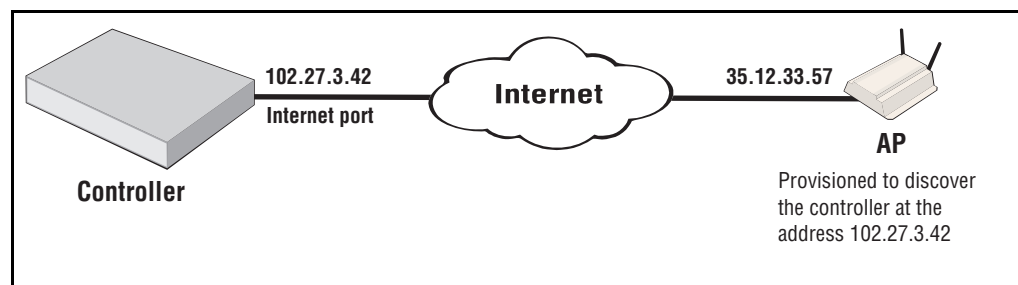 102.27.3.42
Internet port
Controller
Internet
35.12.33.57
AP
Provisioned to discover
the controller at the
address 102.27.3.42